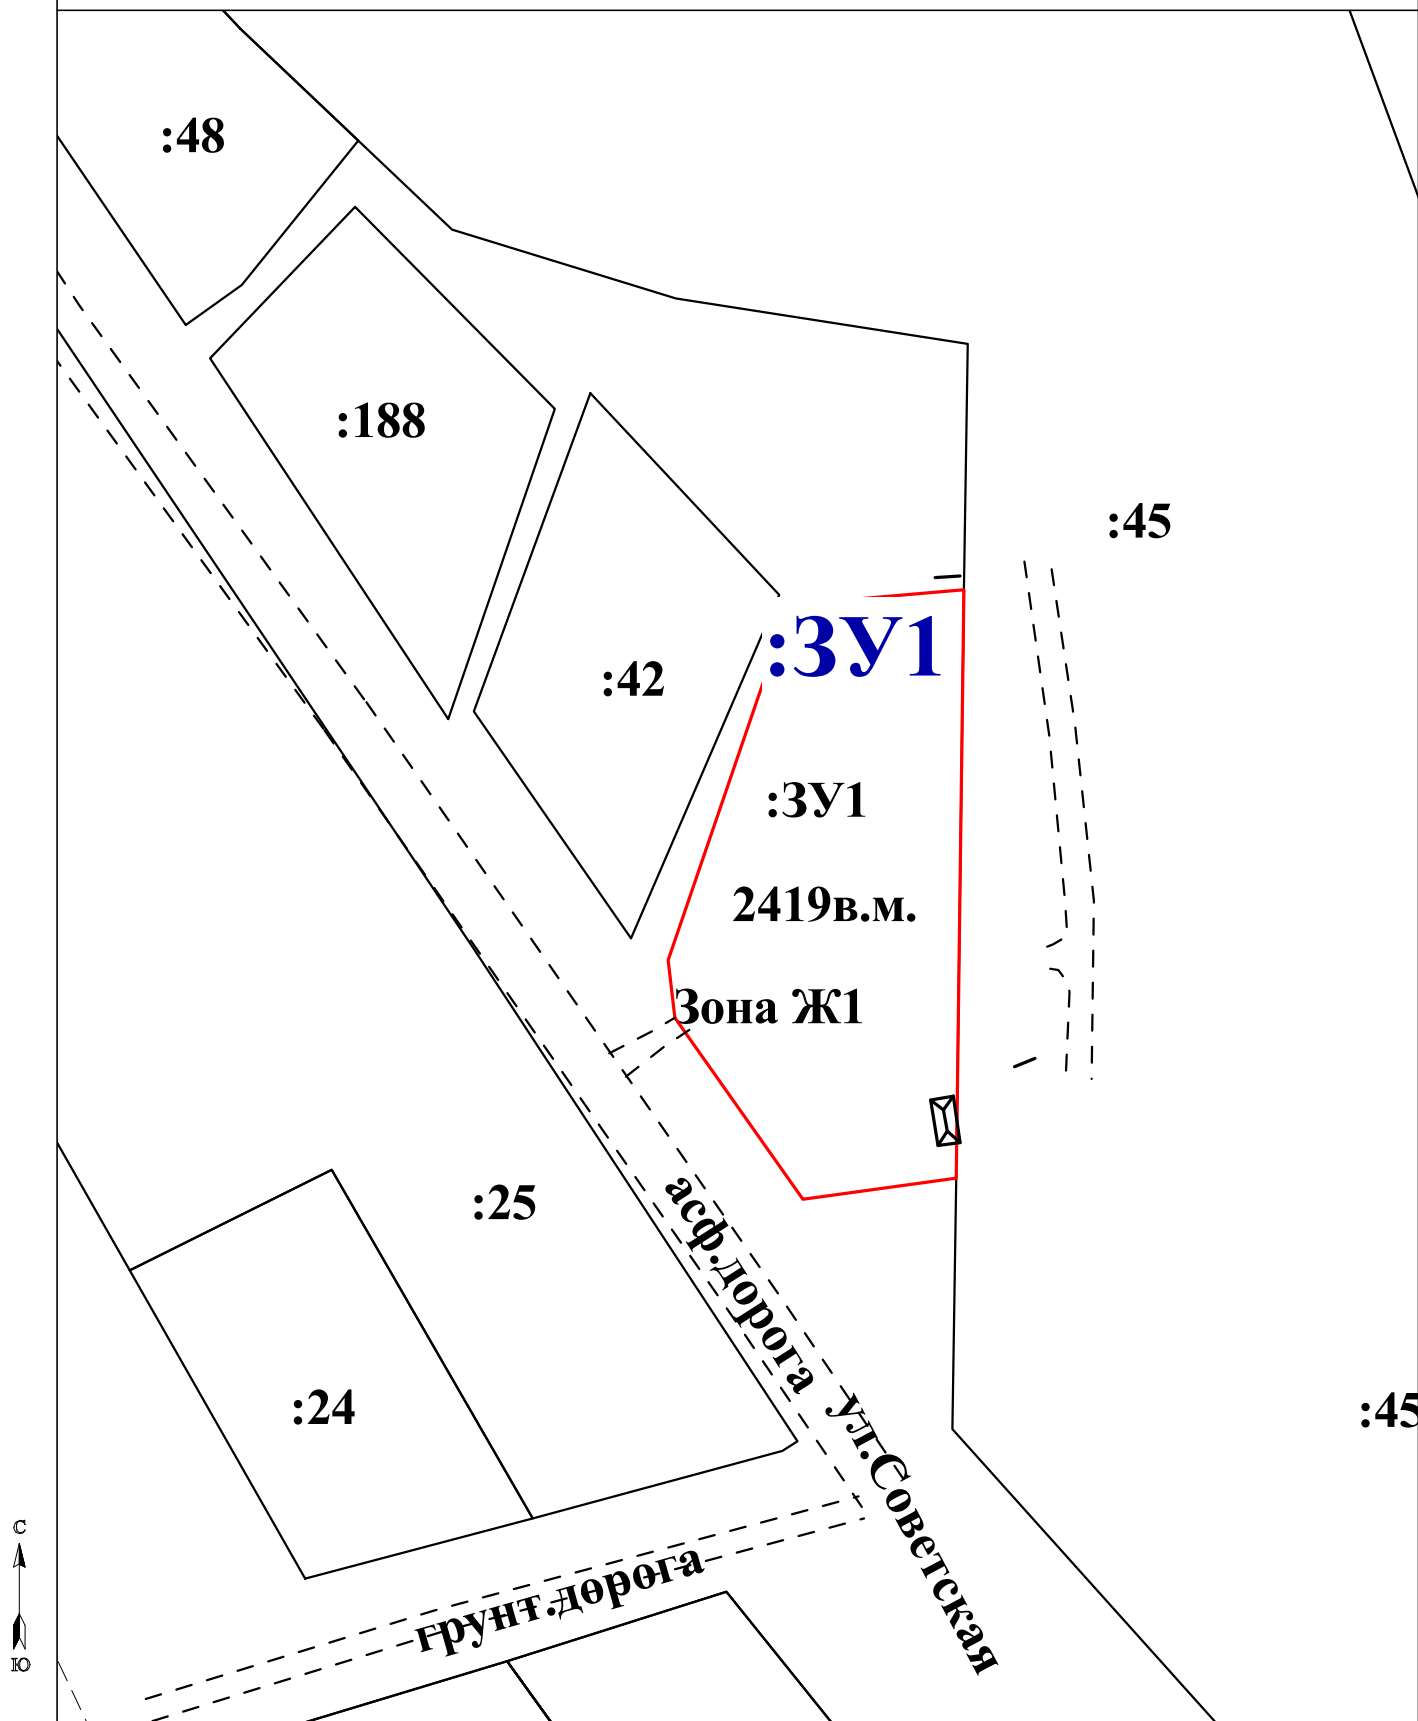 :48
:188
:45
:ЗУ1
:42
:ЗУ1
2419в.м.
Зона Ж1
:25
асф.дорога
ул.Советская
:24
:45
грунт.дорога
С
Ю